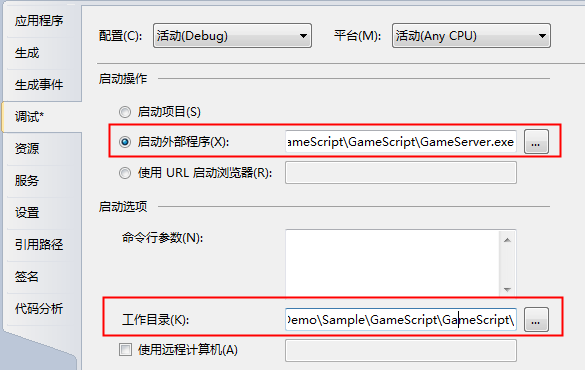 应用程序
生成
生成事件
调试*
资源
服务
设置
引用路径
签名
代码分析
配置(C): 活动(Debug) 平台(M): 活动(Any CPU)
启动操作
启动项目(S)
启动外部程序(X): ameScript\GameScript\GameServer.exe ...
使用 URL 启动浏览器(R):
启动选项
命令行参数(N):
工作目录(K): Demo\Sample\GameScript\GameScript\ ...
使用远程计算机(A)